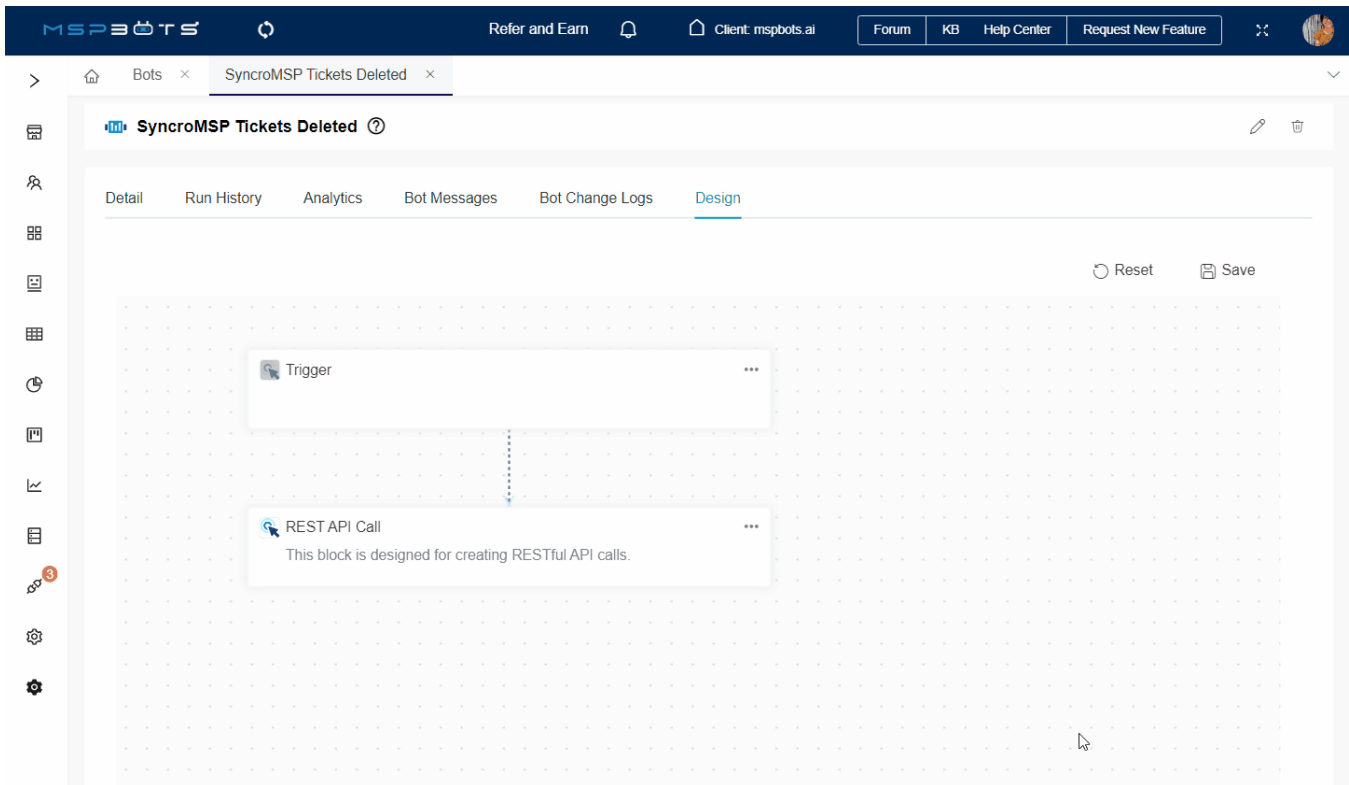 MSPBOTS Refer and Earn Client: mspbots.ai Forum KB Help Center Request New Feature
Bots × SyncroMSP Tickets Deleted ×
SyncroMSP Tickets Deleted
Detail Run History Analytics Bot Messages Bot Change Logs Design
Reset Save
Trigger
REST API Call
This block is designed for creating RESTful API calls.
3